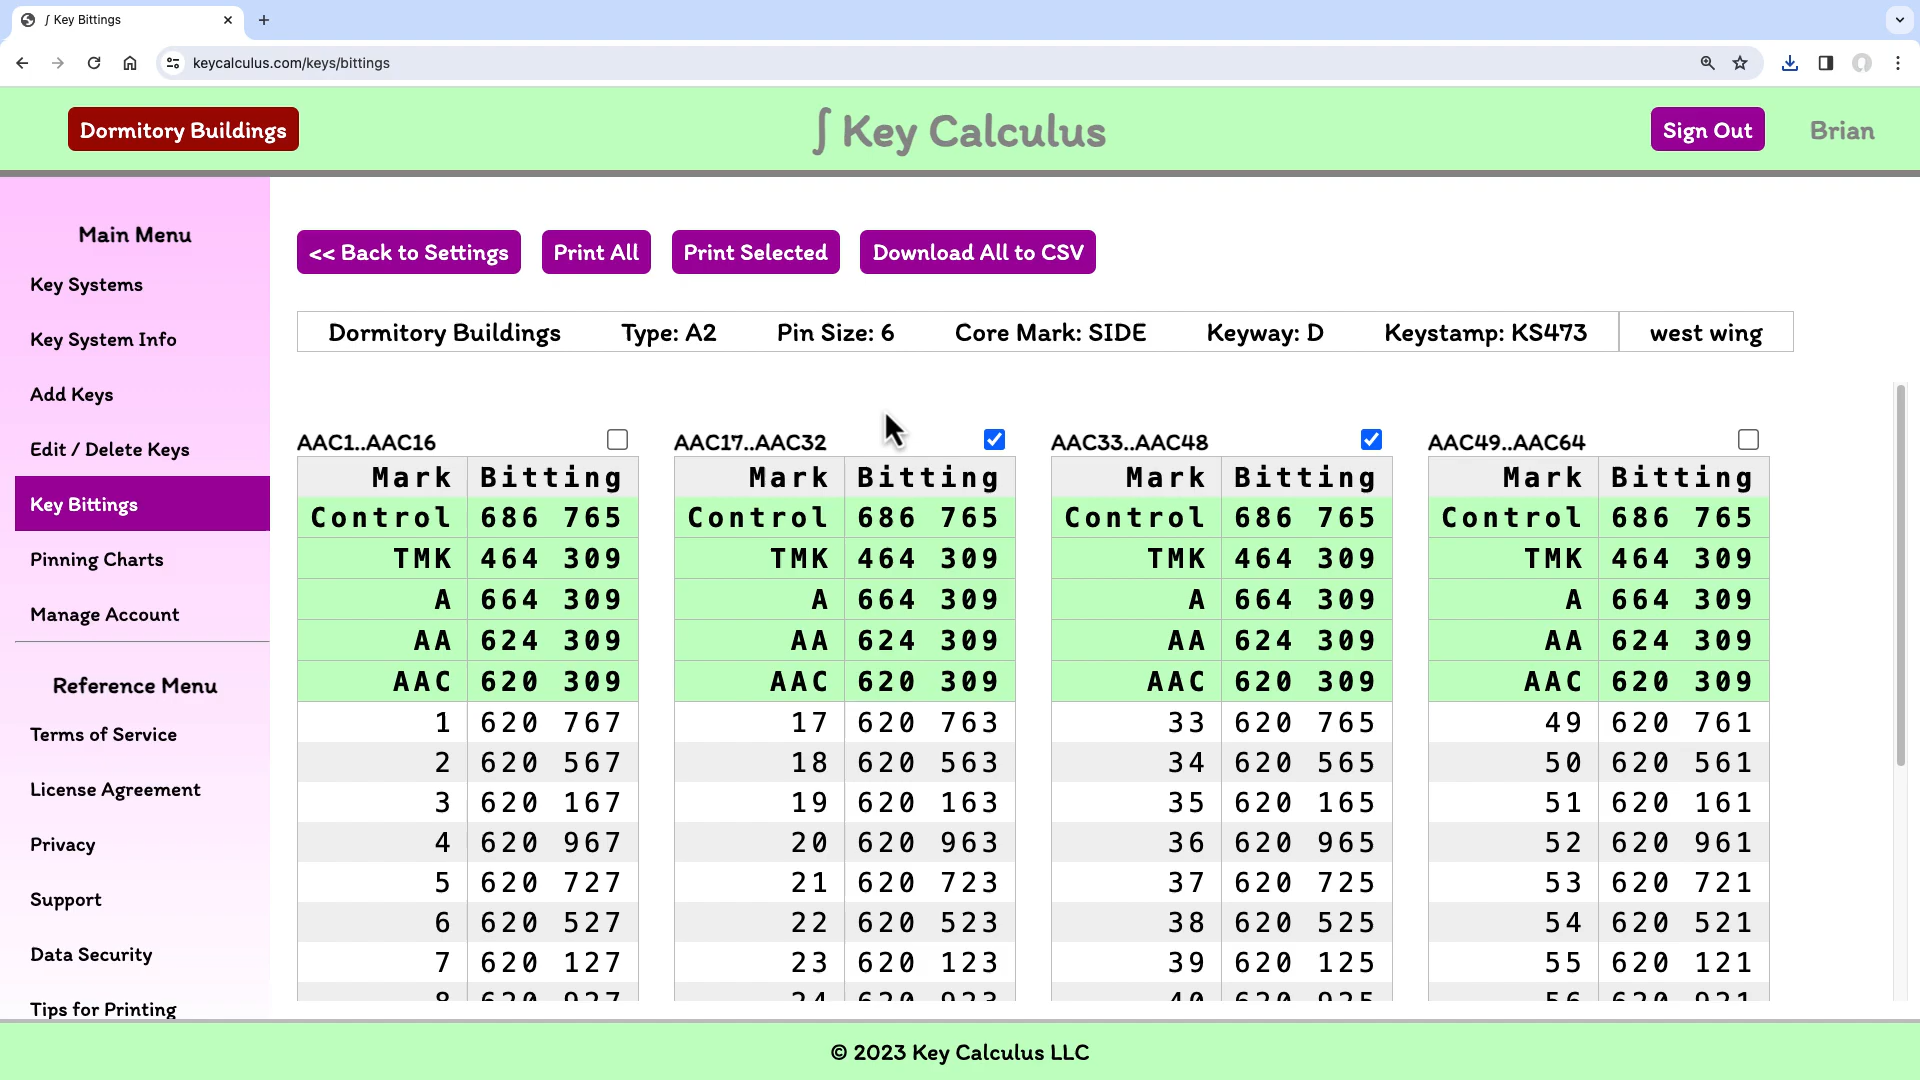 ∫ Key Bittings
keycalculus.com/keys/bittings
Dormitory Buildings
∫ Key Calculus
Sign Out
Brian
Main Menu
Key Systems
Key System Info
Add Keys
Edit / Delete Keys
Key Bittings
Pinning Charts
Manage Account
Reference Menu
Terms of Service
License Agreement
Privacy
Support
Data Security
Tips for Printing
<< Back to Settings
Print All
Print Selected
Download All to CSV
Dormitory Buildings Type: A2 Pin Size: 6 Core Mark: SIDE Keyway: D Keystamp: KS473 west wing
AAC1..AAC16
Mark Bitting
Control 686 765
TMK 464 309
A 664 309
AA 624 309
AAC 620 309
1 620 767
2 620 567
3 620 167
4 620 967
5 620 727
6 620 527
7 620 127
8 620 927
AAC17..AAC32
Mark Bitting
Control 686 765
TMK 464 309
A 664 309
AA 624 309
AAC 620 309
17 620 763
18 620 563
19 620 163
20 620 963
21 620 723
22 620 523
23 620 123
24 620 923
AAC33..AAC48
Mark Bitting
Control 686 765
TMK 464 309
A 664 309
AA 624 309
AAC 620 309
33 620 765
34 620 565
35 620 165
36 620 965
37 620 725
38 620 525
39 620 125
40 620 925
AAC49..AAC64
Mark Bitting
Control 686 765
TMK 464 309
A 664 309
AA 624 309
AAC 620 309
49 620 761
50 620 561
51 620 161
52 620 961
53 620 721
54 620 521
55 620 121
56 620 921
© 2023 Key Calculus LLC